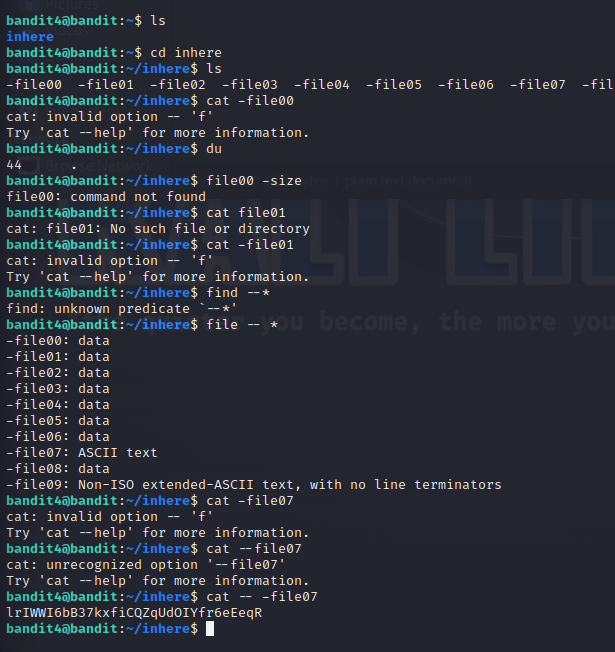 bandit4@bandit:~$ ls
inhere
bandit4@bandit:~$ cd inhere
bandit4@bandit:~/inhere$ ls
-file00  -file01  -file02  -file03  -file04  -file05  -file06  -file07  -fil
bandit4@bandit:~/inhere$ cat -file00
cat: invalid option -- 'f'
Try 'cat --help' for more information.
bandit4@bandit:~/inhere$ du
44      .
bandit4@bandit:~/inhere$ file00 -size
file00: command not found
bandit4@bandit:~/inhere$ cat file01
cat: file01: No such file or directory
bandit4@bandit:~/inhere$ cat -file01
cat: invalid option -- 'f'
Try 'cat --help' for more information.
bandit4@bandit:~/inhere$ find --*
find: unknown predicate `--*'
bandit4@bandit:~/inhere$ file -- *
-file00: data
-file01: data
-file02: data
-file03: data
-file04: data
-file05: data
-file06: data
-file07: ASCII text
-file08: data
-file09: Non-ISO extended-ASCII text, with no line terminators
bandit4@bandit:~/inhere$ cat -file07
cat: invalid option -- 'f'
Try 'cat --help' for more information.
bandit4@bandit:~/inhere$ cat --file07
cat: unrecognized option '--file07'
Try 'cat --help' for more information.
bandit4@bandit:~/inhere$ cat -- -file07
lrIWWI6bB37kxfiCQZqUdOIYfr6eEeqR
bandit4@bandit:~/inhere$